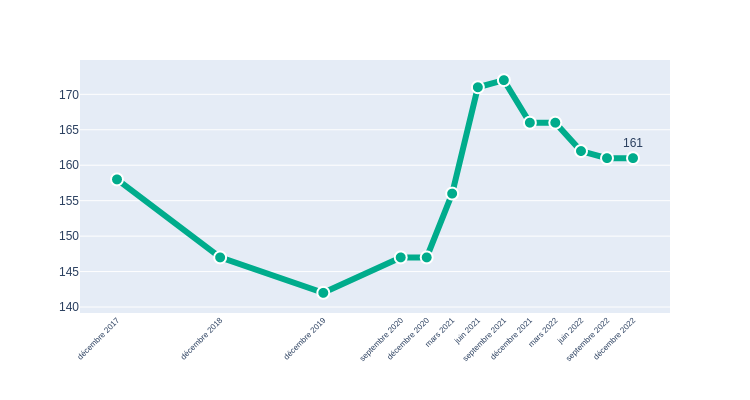 170
165
160
155
150
145
140
161
décembre 2017
décembre 2018
décembre 2019
septembre 2020
décembre 2020
mars 2021
juin 2021
septembre 2021
décembre 2021
mars 2022
juin 2022
septembre 2022
décembre 2022